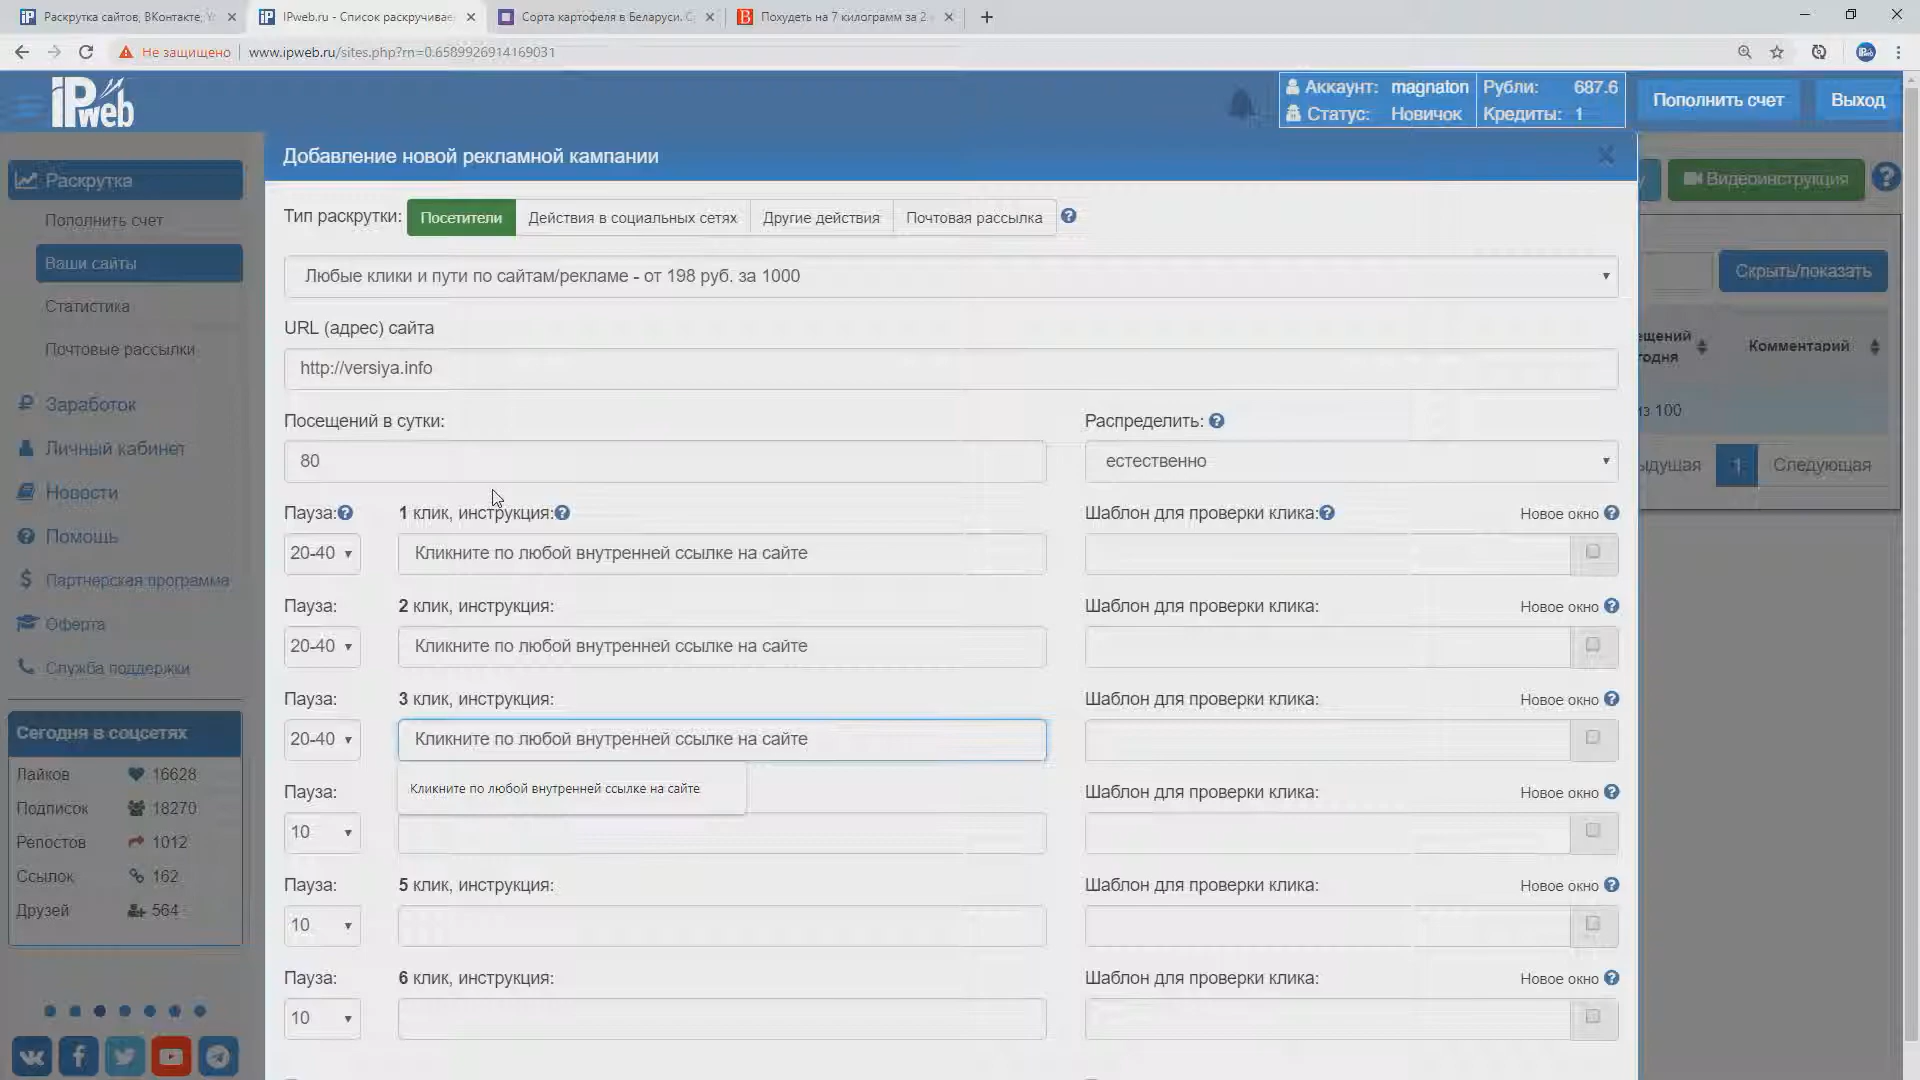 Раскрутка сайтов, ВКонтакте, Y
IPweb.ru - Список раскручивае
Сорта картофеля в Беларуси. С
Похудеть на 7 килограмм за 2
Не защищено
www.ipweb.ru/sites.php?rn=0.6589926914169031
iPweb
Аккаунт: magnaton
Рубли: 687.6
Статус: Новичок
Кредиты: 1
Пополнить счет
Выход
Раскрутка
Пополнить счет
Ваши сайты
Статистика
Почтовые рассылки
Заработок
Личный кабинет
Новости
Помощь
Партнерская программа
Оферта
Служба поддержки
Сегодня в соцсетях
Лайков 16628
Подписок 18270
Репостов 1012
Ссылок 162
Друзей 564
Добавление новой рекламной кампании
Тип раскрутки: Посетители Действия в социальных сетях Другие действия Почтовая рассылка
Любые клики и пути по сайтам/рекламе - от 198 руб. за 1000
URL (адрес) сайта
http://versiya.info
Посещений в сутки: Распределить:
80 естественно
Пауза: 1 клик, инструкция: Шаблон для проверки клика: Новое окно
20-40 Кликните по любой внутренней ссылке на сайте
Пауза: 2 клик, инструкция: Шаблон для проверки клика: Новое окно
20-40 Кликните по любой внутренней ссылке на сайте
Пауза: 3 клик, инструкция: Шаблон для проверки клика: Новое окно
20-40 Кликните по любой внутренней ссылке на сайте
Кликните по любой внутренней ссылке на сайте
Пауза: Шаблон для проверки клика: Новое окно
10
Пауза: 5 клик, инструкция: Шаблон для проверки клика: Новое окно
10
Пауза: 6 клик, инструкция: Шаблон для проверки клика: Новое окно
10
Видеоинструкция
Скрыть/показать
ещений
одня
Комментарий
из 100
ыдущая 1 Следующая